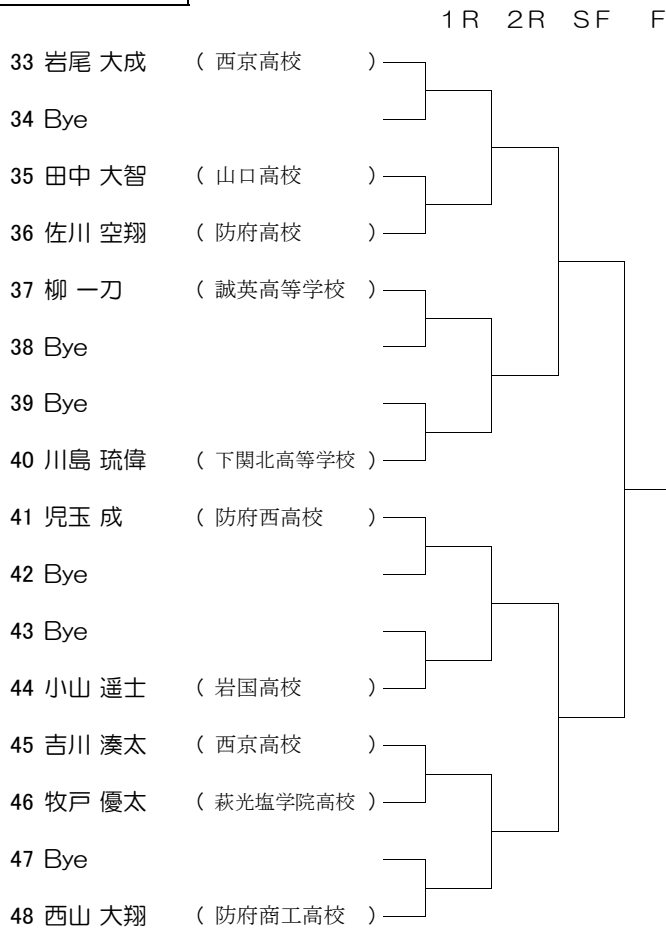 １Ｒ ２Ｒ ＳＦ Ｆ
33 岩尾 大成 ( 西京高校 )
34 Bye
35 田中 大智 ( 山口高校 )
36 佐川 空翔 ( 防府高校 )
37 柳 一刀 ( 誠英高等学校 )
38 Bye
39 Bye
40 川島 琉偉 ( 下関北高等学校 )
41 児玉 成 ( 防府西高校 )
42 Bye
43 Bye
44 小山 遥士 ( 岩国高校 )
45 吉川 湊太 ( 西京高校 )
46 牧戸 優太 ( 萩光塩学院高校 )
47 Bye
48 西山 大翔 ( 防府商工高校 )